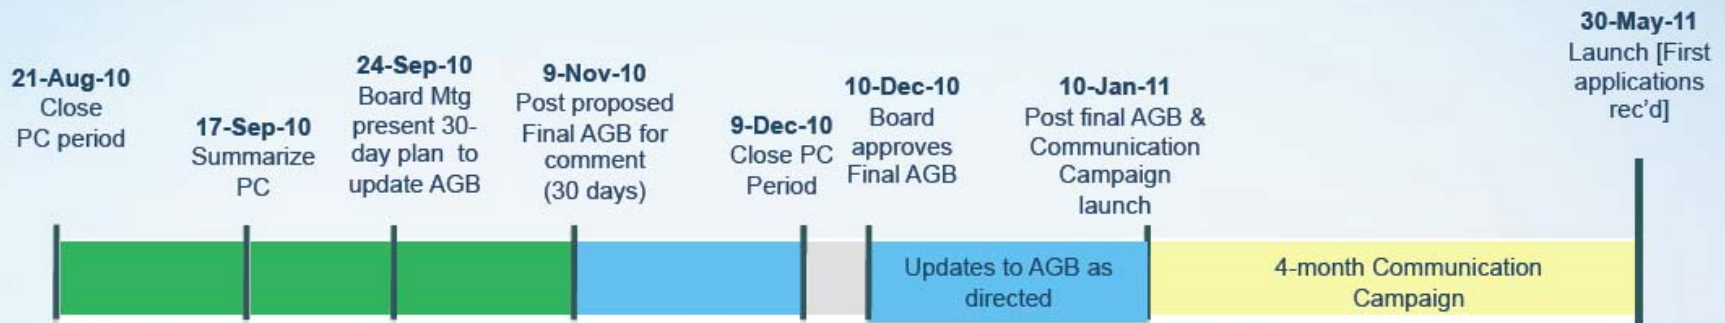 21-Aug-10
Close
PC period
17-Sep-10
Summarize
PC
24-Sep-10
Board Mtg
present 30-
day plan to
update AGB
9-Nov-10
Post proposed
Final AGB for
comment
(30 days)
9-Dec-10
Close PC
Period
10-Dec-10
Board
approves
Final AGB
10-Jan-11
Post final AGB &
Communication
Campaign
launch
30-May-11
Launch [First
applications
rec'd]
Updates to AGB as
directed
4-month Communication
Campaign